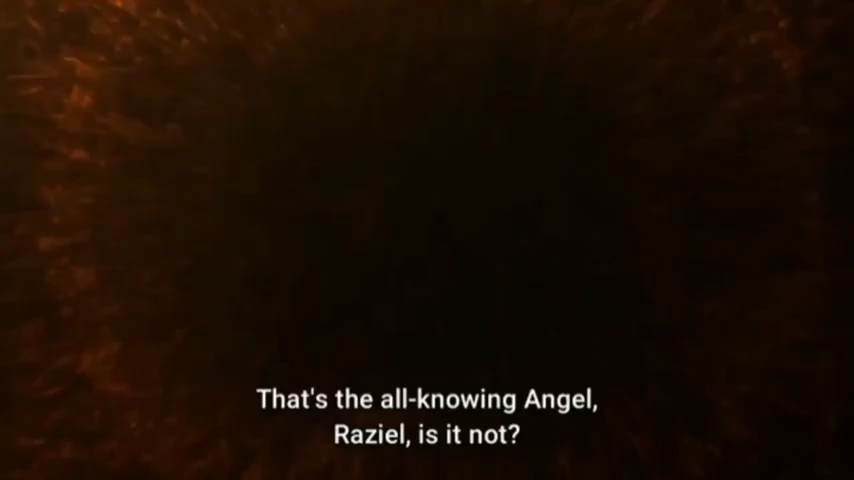 That's the all-knowing Angel,
Raziel, is it not?